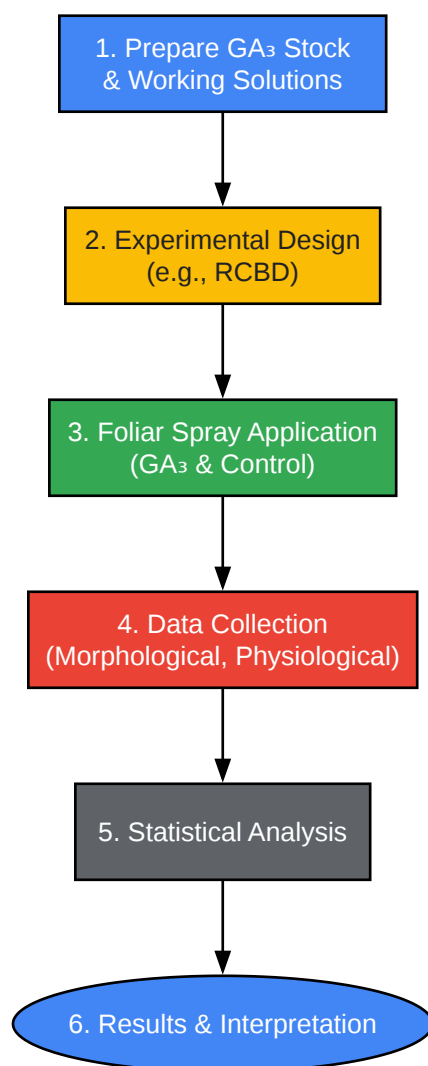 1. Prepare GA₃ Stock
& Working Solutions
2. Experimental Design
(e.g., RCBD)
3. Foliar Spray Application
(GA₃ & Control)
4. Data Collection
(Morphological, Physiological)
5. Statistical Analysis
6. Results & Interpretation